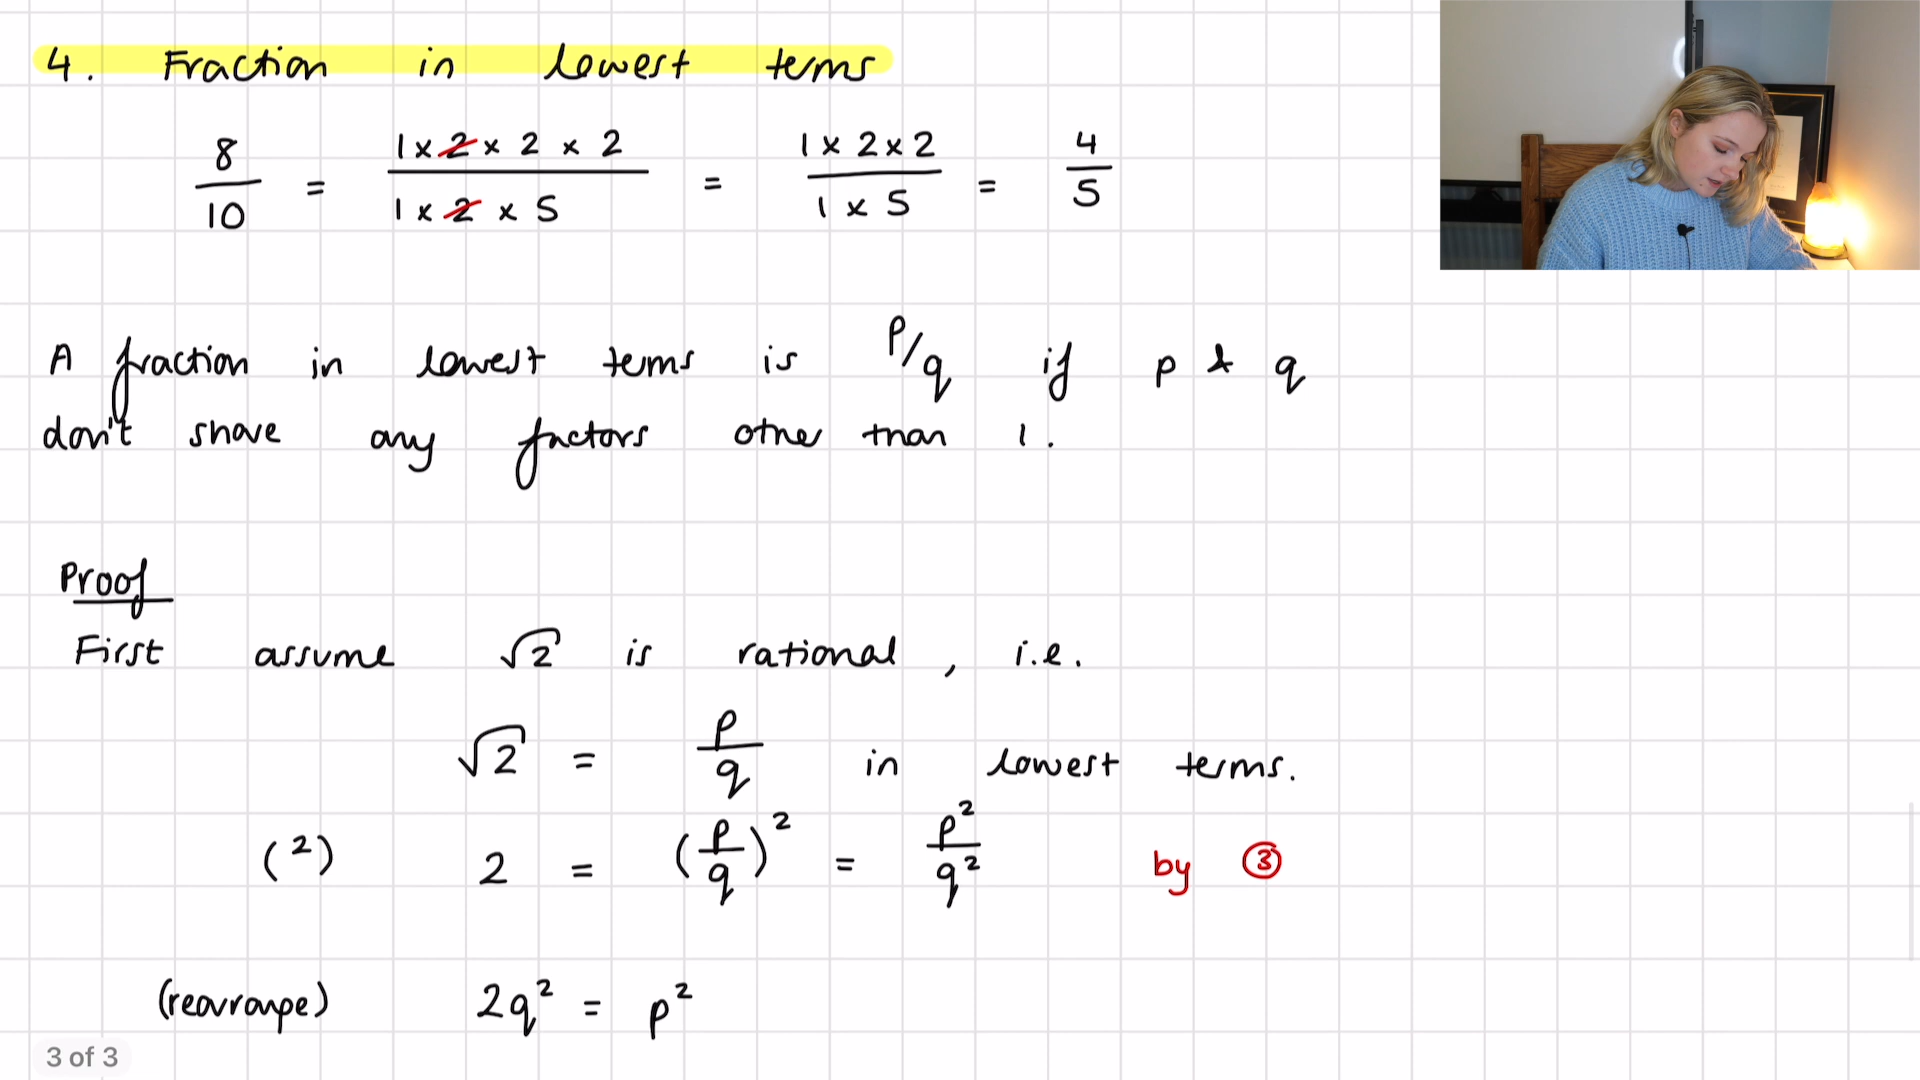 4. Fraction in lowest terms
8/10 = 1 x 2 x 2 x 2 / 1 x 2 x 5 = 1 x 2 x 2 / 1 x 5 = 4/5
A fraction in lowest terms is P/q if p & q
don't share any factors other than 1.
Proof
First assume √2 is rational, i.e.
√2 = p/q in lowest terms.
(²) 2 = (p/q)² = p²/q² by ③
(rearrange) 2q² = p²
3 of 3